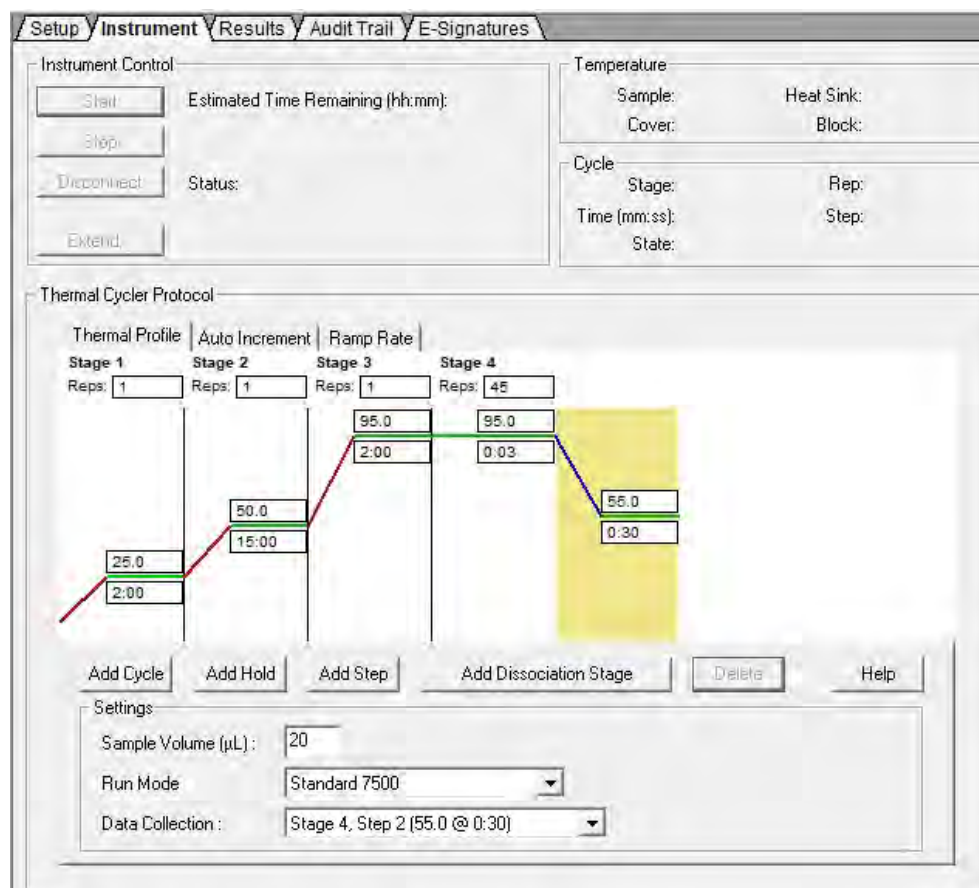 Setup Instrument Results Audit Trail E-Signatures
Instrument Control
Start Estimated Time Remaining (hh:mm):
Stop
Disconnect Status:
Extend...
Temperature
Sample: Heat Sink:
Cover: Block:
Cycle
Stage: Rep:
Time (mm:ss): Step:
State:
Thermal Cycler Protocol
Thermal Profile Auto Increment Ramp Rate
Stage 1 Stage 2 Stage 3 Stage 4
Reps: 1 Reps: 1 Reps: 1 Reps: 45
95.0 95.0
2:00 0:03
50.0 55.0
15:00 0:30
25.0
2:00
Add Cycle Add Hold Add Step Add Dissociation Stage Delete Help
Settings
Sample Volume (µL) : 20
Run Mode Standard 7500
Data Collection : Stage 4, Step 2 (55.0 @ 0:30)